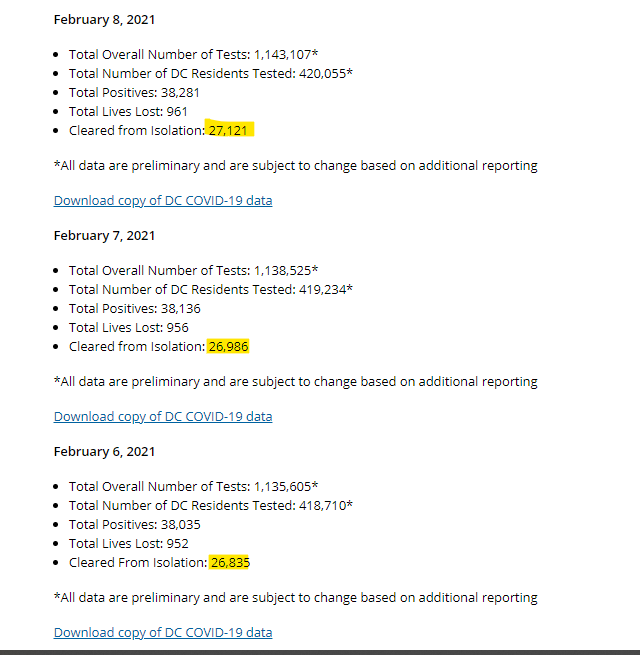 February 8, 2021
• Total Overall Number of Tests: 1,143,107*
• Total Number of DC Residents Tested: 420,055*
• Total Positives: 38,281
• Total Lives Lost: 961
• Cleared from Isolation: 27,121
*All data are preliminary and are subject to change based on additional reporting
Download copy of DC COVID-19 data
February 7, 2021
• Total Overall Number of Tests: 1,138,525*
• Total Number of DC Residents Tested: 419,234*
• Total Positives: 38,136
• Total Lives Lost: 956
• Cleared from Isolation: 26,986
*All data are preliminary and are subject to change based on additional reporting
Download copy of DC COVID-19 data
February 6, 2021
• Total Overall Number of Tests: 1,135,605*
• Total Number of DC Residents Tested: 418,710*
• Total Positives: 38,035
• Total Lives Lost: 952
• Cleared From Isolation: 26,835
*All data are preliminary and are subject to change based on additional reporting
Download copy of DC COVID-19 data